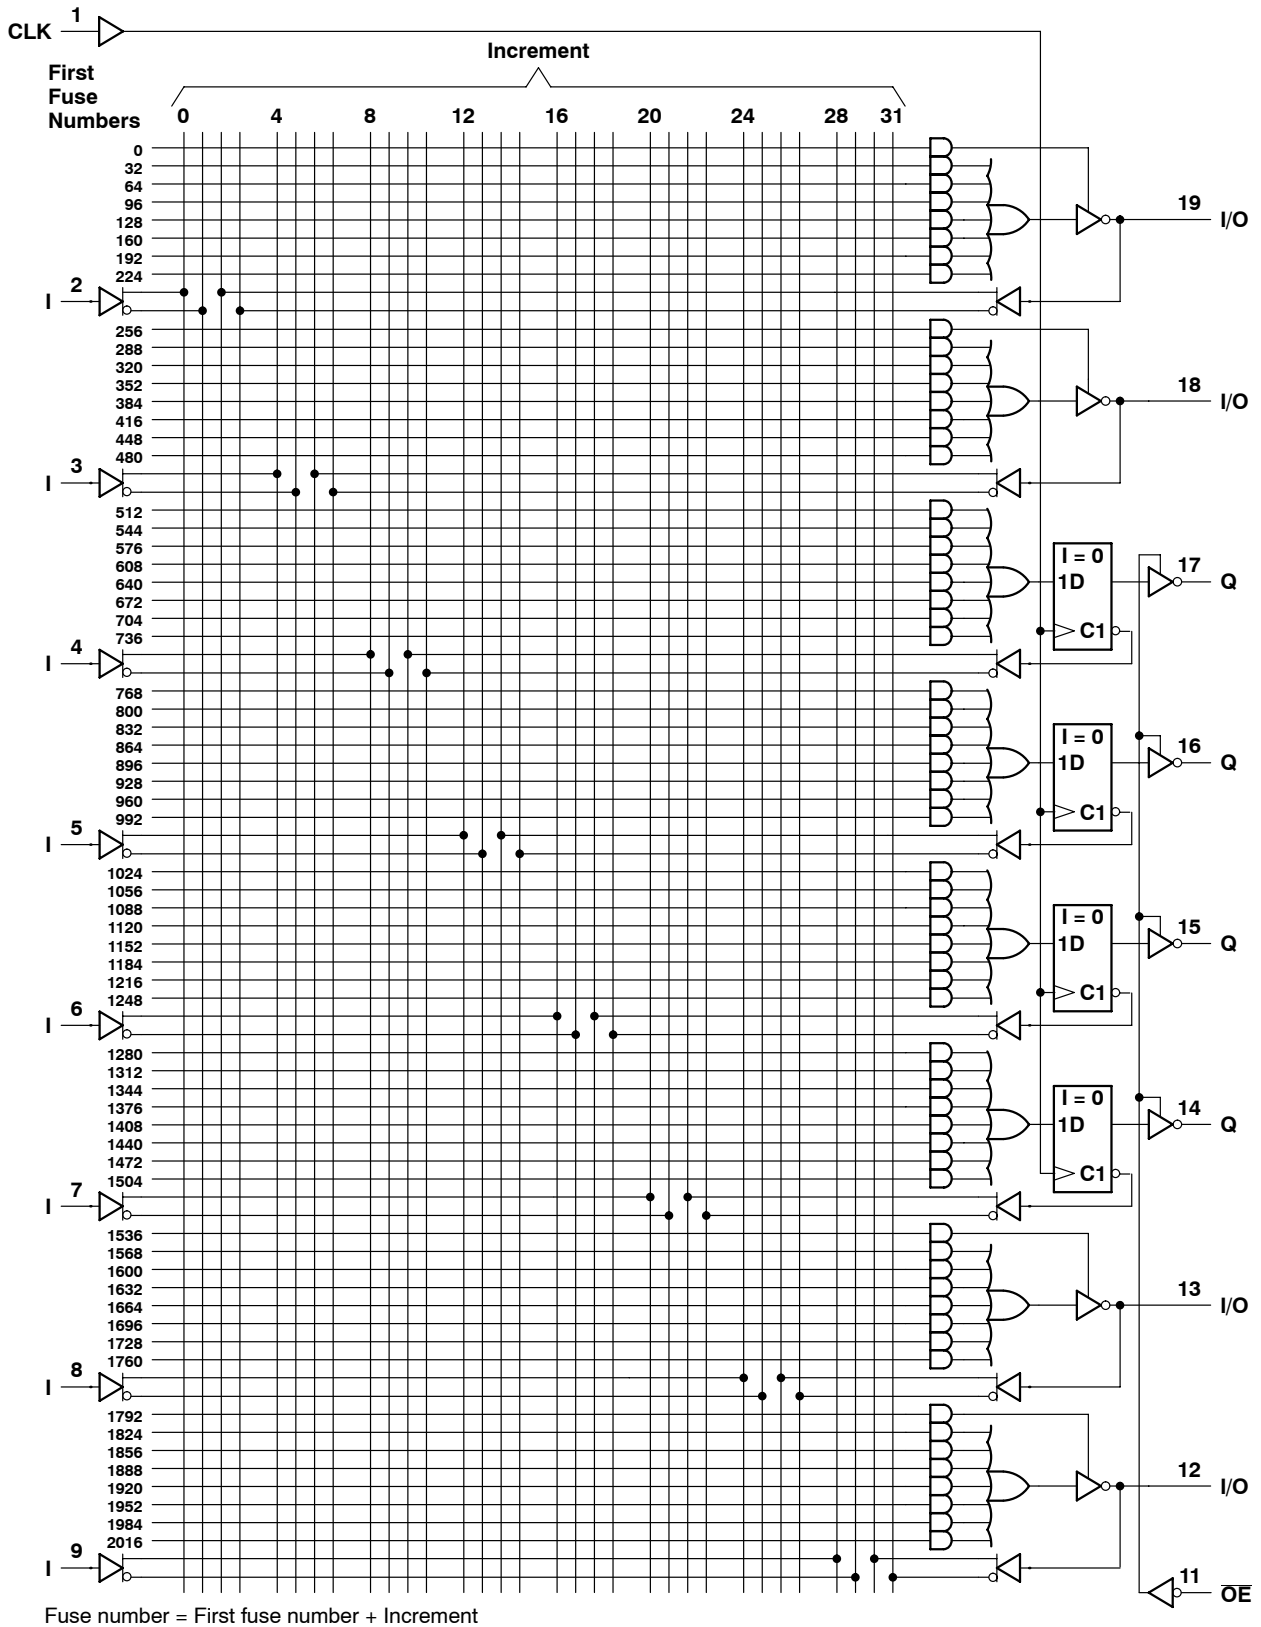 CLK 1
Increment
First
Fuse
Numbers
0 4 8 12 16 20 24 28 31
0
32
64
96
128
160
192
224
19 I/O
I 2
256
288
320
352
384
416
448
480
18 I/O
I 3
512
544
576
608
640
672
704
736
I = 0
1D
C1
17 Q
I 4
768
800
832
864
896
928
960
992
I = 0
1D
C1
16 Q
I 5
1024
1056
1088
1120
1152
1184
1216
1248
I = 0
1D
C1
15 Q
I 6
1280
1312
1344
1376
1408
1440
1472
1504
I = 0
1D
C1
14 Q
I 7
1536
1568
1600
1632
1664
1696
1728
1760
13 I/O
I 8
1792
1824
1856
1888
1920
1952
1984
2016
12 I/O
I 9
11 O̅E̅
Fuse number = First fuse number + Increment